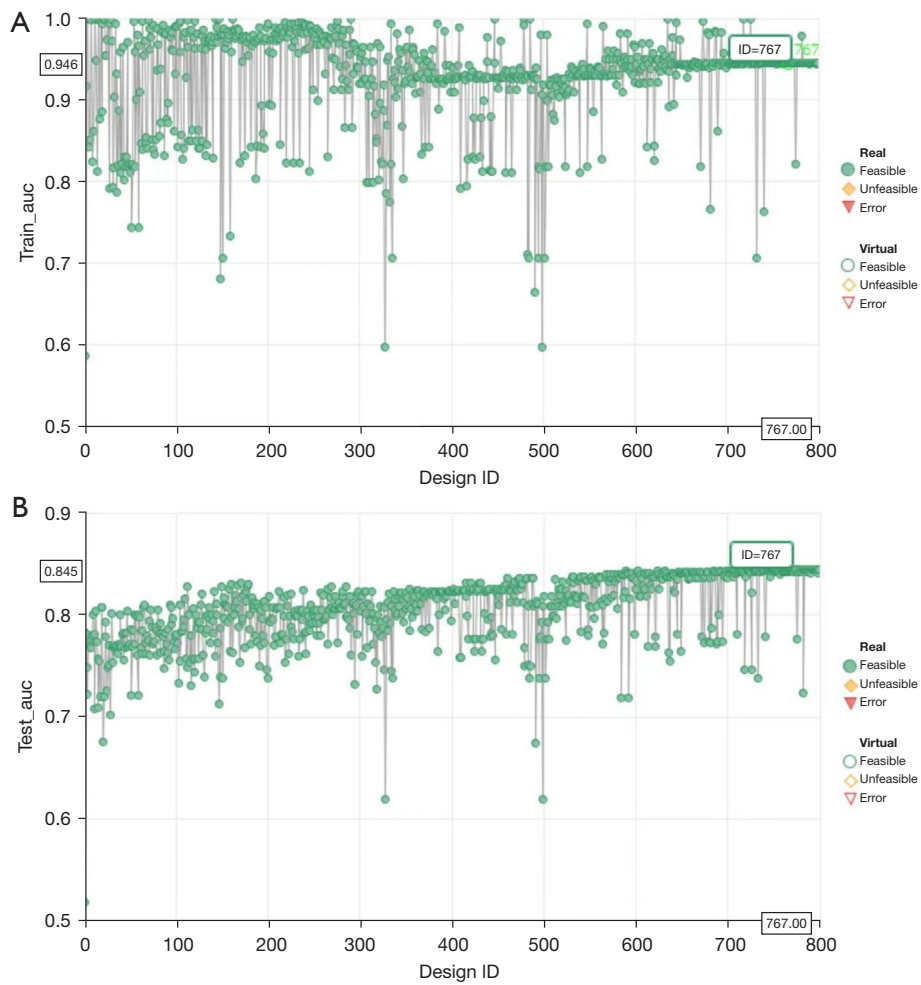 A
1.0
0.946
0.9
0.8
0.7
0.6
0.5
Train_auc
ID=767
767
767.00
0 100 200 300 400 500 600 700 800
Design ID
Real
Feasible
Unfeasible
Error
Virtual
Feasible
Unfeasible
Error
B
0.9
0.845
0.8
0.7
0.6
0.5
Test_auc
ID=767
767.00
0 100 200 300 400 500 600 700 800
Design ID
Real
Feasible
Unfeasible
Error
Virtual
Feasible
Unfeasible
Error